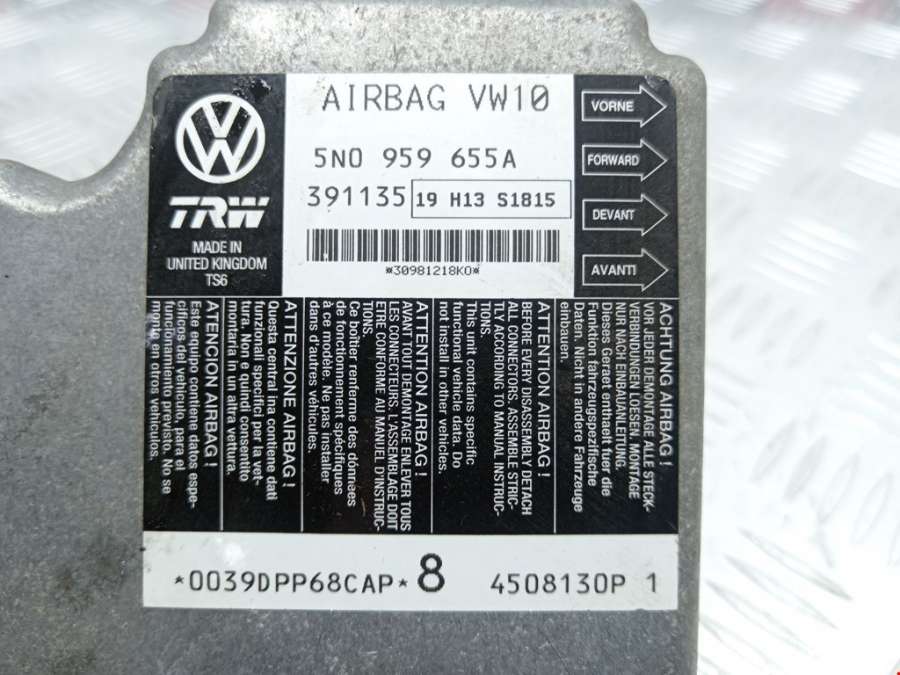 AIRBAG VW10
5N0 959 655A
391135 19 H13 S1815
*30981218K0*
VW
TRW
MADE IN
UNITED KINGDOM
TS6
VORNE
FORWARD
DEVANT
AVANTI
ACHTUNG AIRBAG!
VOR JEDER DEMONTAGE ALLE STECK-
VERBINDUNGEN LOESEN, MONTAGE
NUR NACH EINBAUANLEITUNG.
Dieses Geraet enthaelt fuer die
Funktion fahrzeugspezifische
Daten. Nicht in andere Fahrzeuge
einbauen.
ATTENTION AIRBAG!
BEFORE EVERY DISASSEMBLY DETACH
ALL CONNECTORS, ASSEMBLE STRIC-
TLY ACCORDING TO MANUAL INSTRUC-
TIONS.
This unit contains specific
functional vehicle data. Do
not install in other vehicles.
ATTENTION AIRBAG!
AVANT TOUT DEMONTAGE ENLEVER TOUS
LES CONNECTEURS. L'ASSEMBLAGE DOIT
ETRE CONFORME AU MANUEL D'INSTRUC-
TIONS.
Ce boîtier renferme des données
de fonctionnement spécifiques
à ce modèle. Ne pas installer
dans d'autres véhicules.
ATTENZIONE AIRBAG!
Questa central ina contiene dati
funzionali specifici per la vet-
tura. Non e quindi consentito
montarla in un altra vettura.
ATENCION AIRBAG!
Este equipo contiene datos espe-
cíficos del vehículo, para el
funcionamiento previsto. No se
monte en otros vehículos.
*0039DPP68CAP* 8 4508130P 1